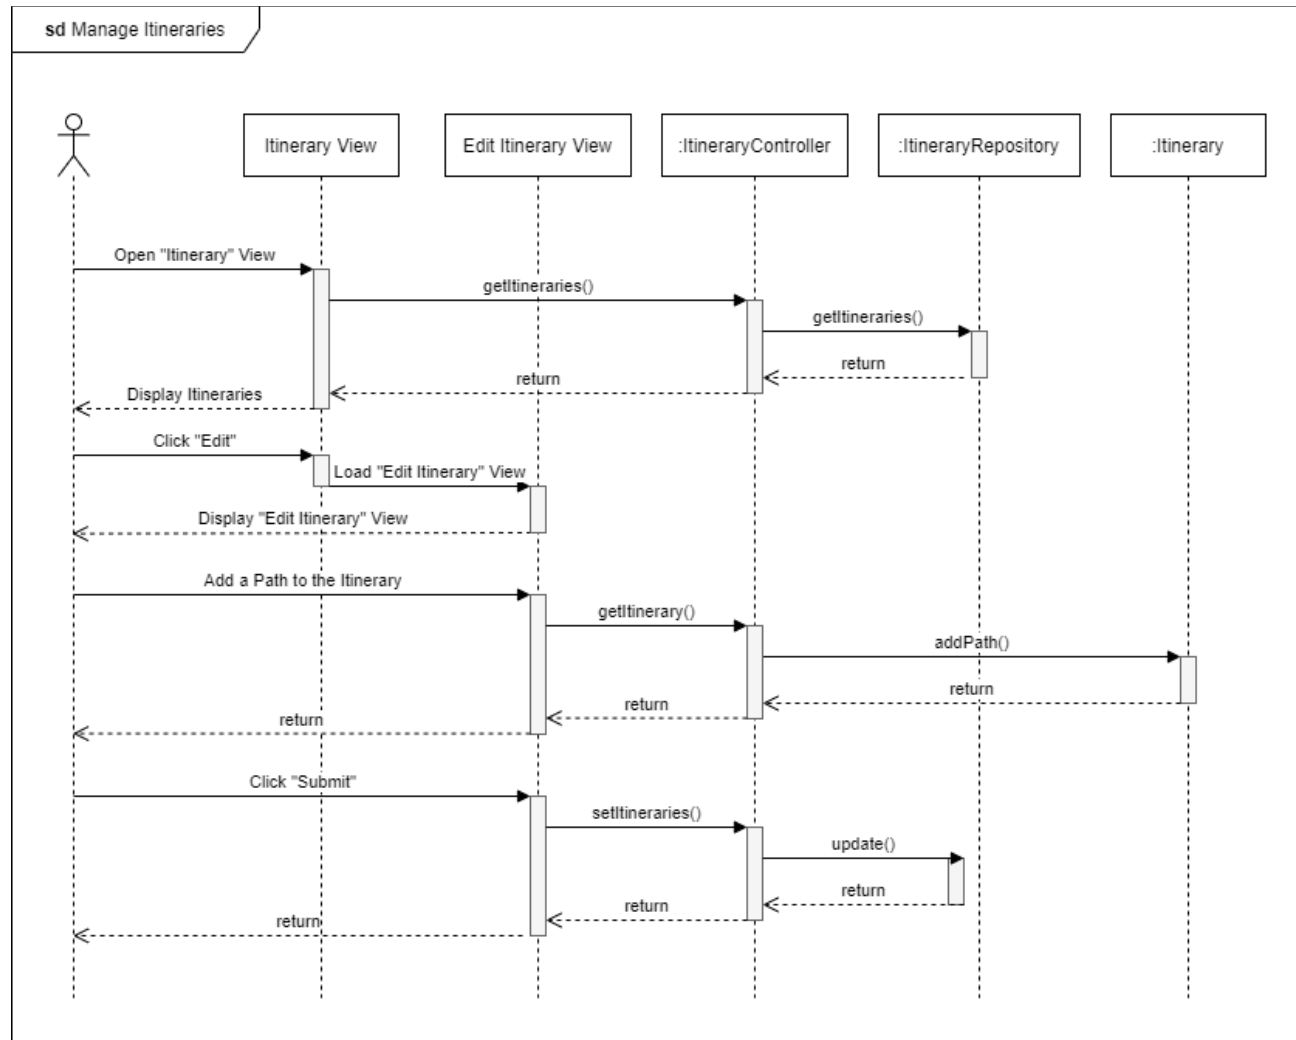 sd Manage Itineraries
Itinerary View
Edit Itinerary View
:ItineraryController
:ItineraryRepository
:Itinerary
Open "Itinerary" View
getItineraries()
getItineraries()
return
return
Display Itineraries
Click "Edit"
Load "Edit Itinerary" View
Display "Edit Itinerary" View
Add a Path to the Itinerary
getItinerary()
addPath()
return
return
return
Click "Submit"
setItineraries()
update()
return
return
return